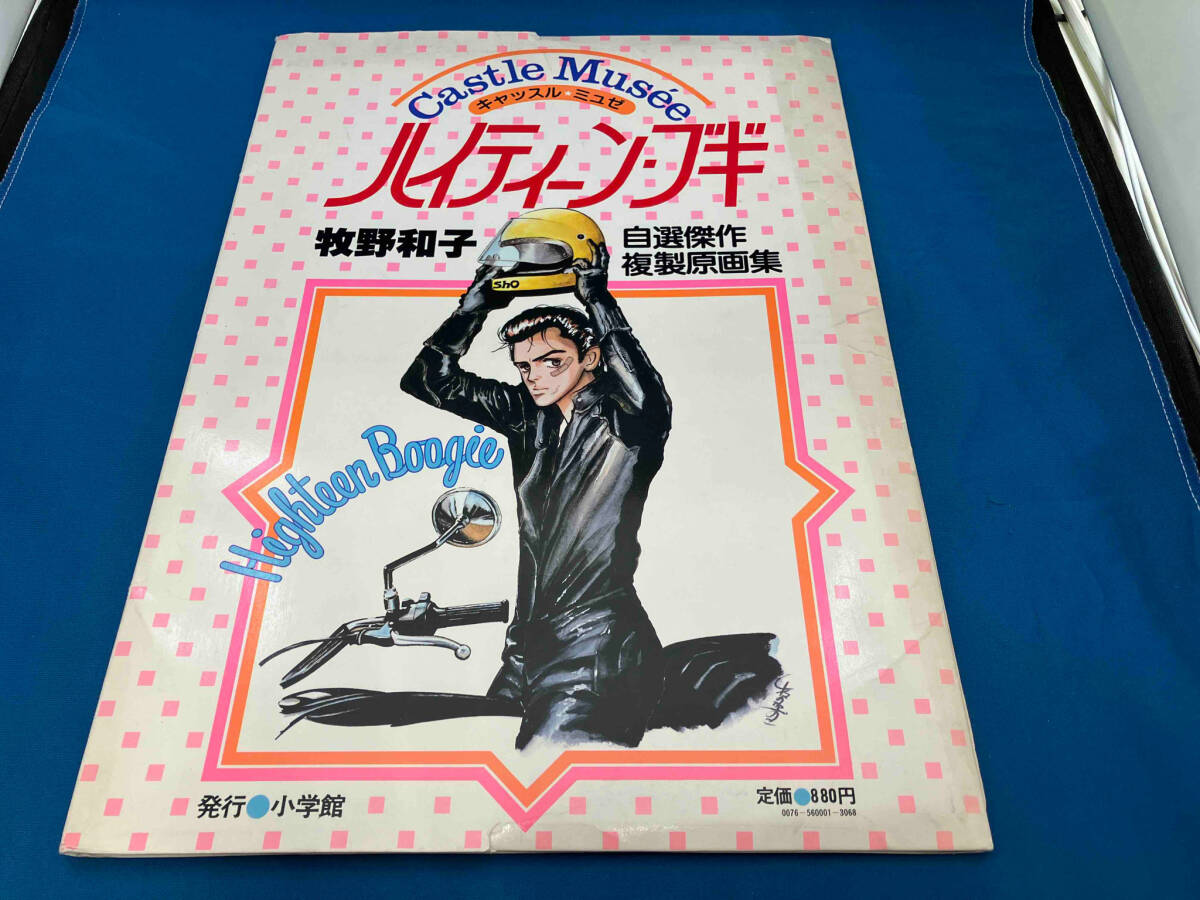 Castle Musée
キャッスル★ミュゼ
ハイティーン・ブギ
牧野和子
自選傑作
複製原画集
ShO
Highteen Boogie
発行●小学館
定価●880円
0076-560001-3068